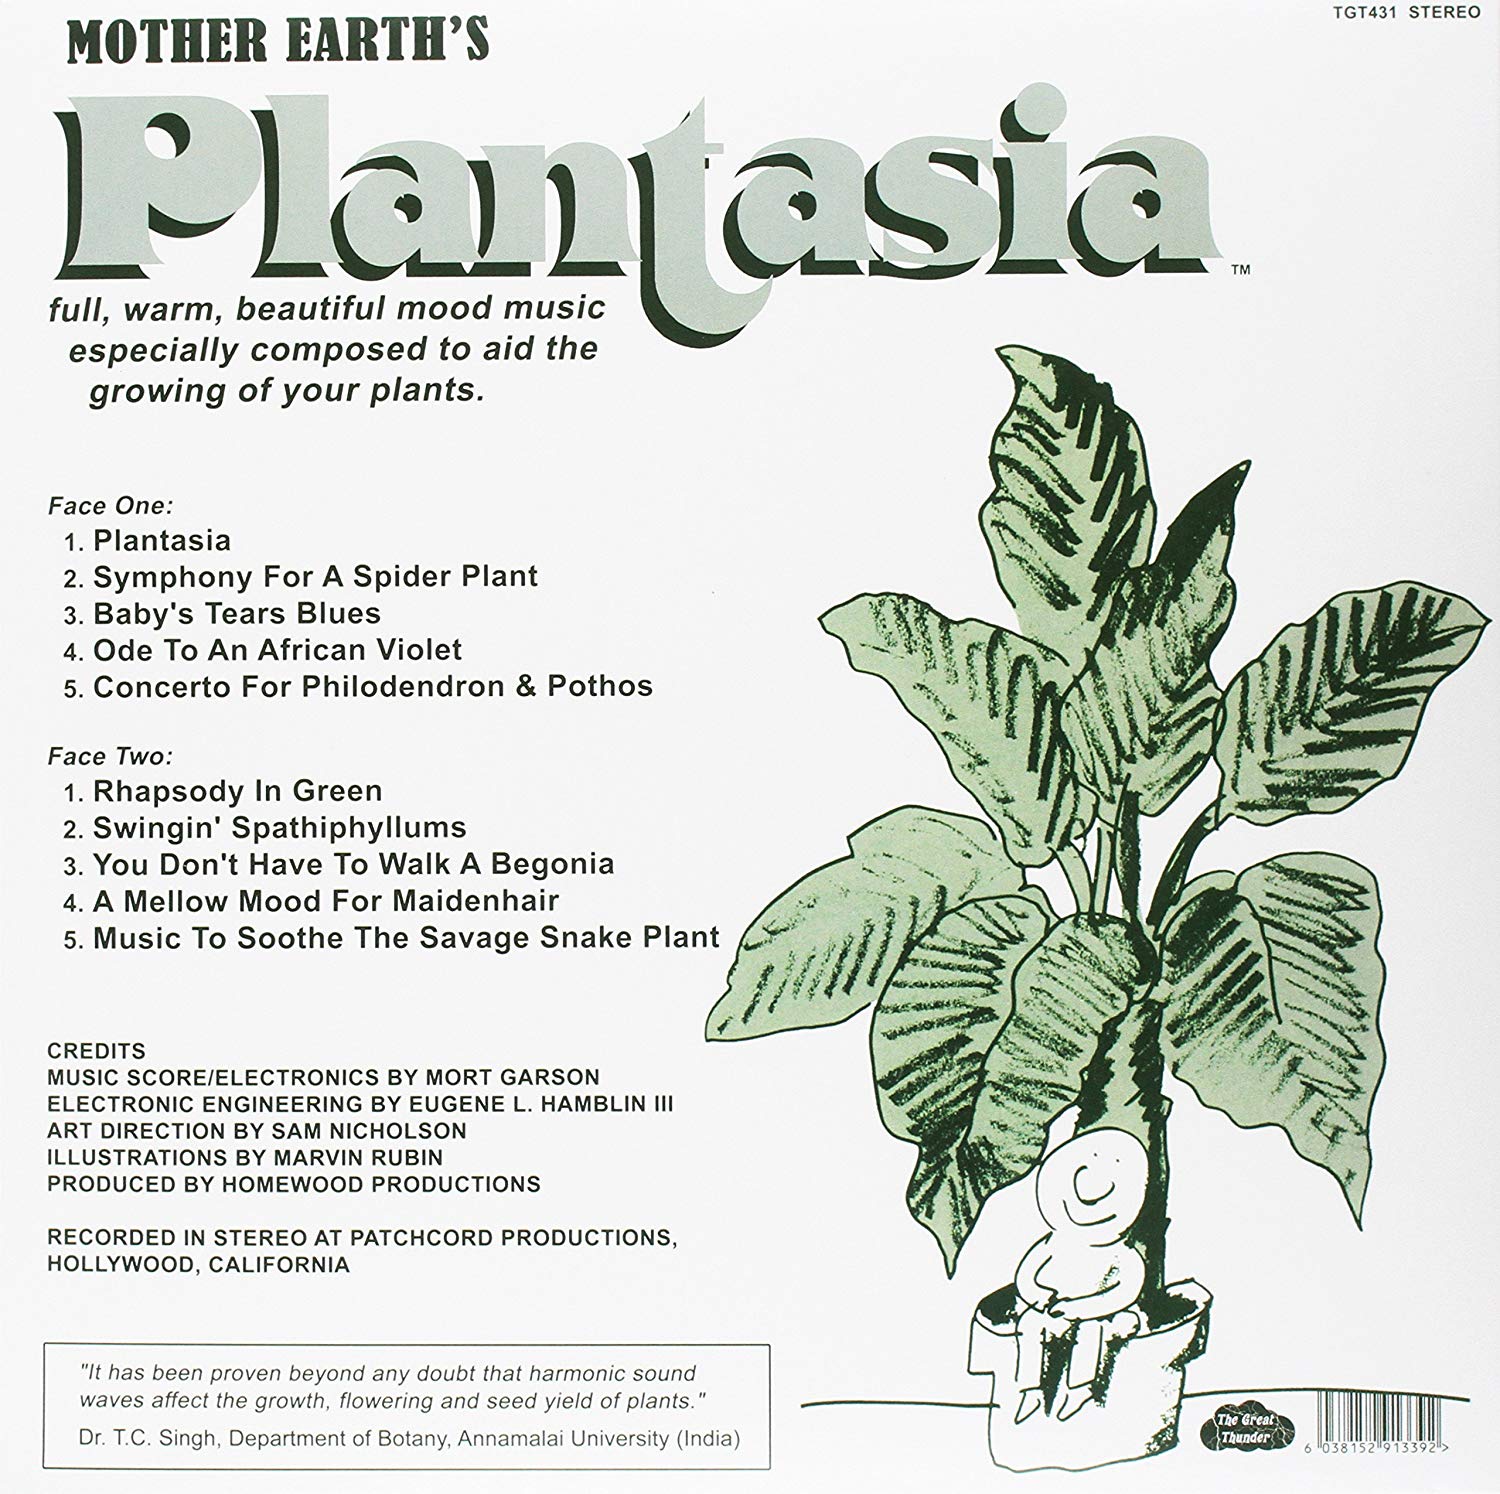 TGT431 STEREO
MOTHER EARTH'S
Plantasia
TM
full, warm, beautiful mood music
especially composed to aid the
growing of your plants.
Face One:
1. Plantasia
2. Symphony For A Spider Plant
3. Baby's Tears Blues
4. Ode To An African Violet
5. Concerto For Philodendron & Pothos
Face Two:
1. Rhapsody In Green
2. Swingin' Spathiphyllums
3. You Don't Have To Walk A Begonia
4. A Mellow Mood For Maidenhair
5. Music To Soothe The Savage Snake Plant
CREDITS
MUSIC SCORE/ELECTRONICS BY MORT GARSON
ELECTRONIC ENGINEERING BY EUGENE L. HAMBLIN III
ART DIRECTION BY SAM NICHOLSON
ILLUSTRATIONS BY MARVIN RUBIN
PRODUCED BY HOMEWOOD PRODUCTIONS
RECORDED IN STEREO AT PATCHCORD PRODUCTIONS,
HOLLYWOOD, CALIFORNIA
"It has been proven beyond any doubt that harmonic sound
waves affect the growth, flowering and seed yield of plants."
Dr. T.C. Singh, Department of Botany, Annamalai University (India)
The Great
Thunder
6 038152 913392 >